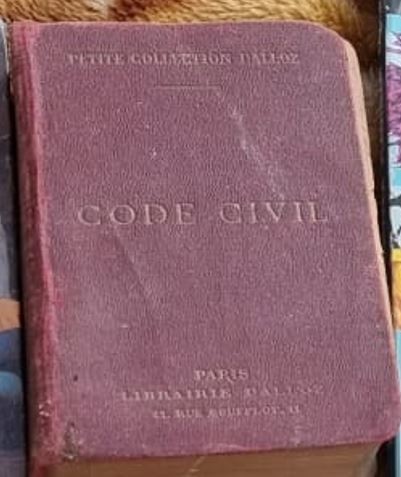 PETITE COLLECTION DALLOZ
CODE CIVIL
PARIS
LIBRAIRIE DALLOZ
11, RUE SOUFFLOT, 11